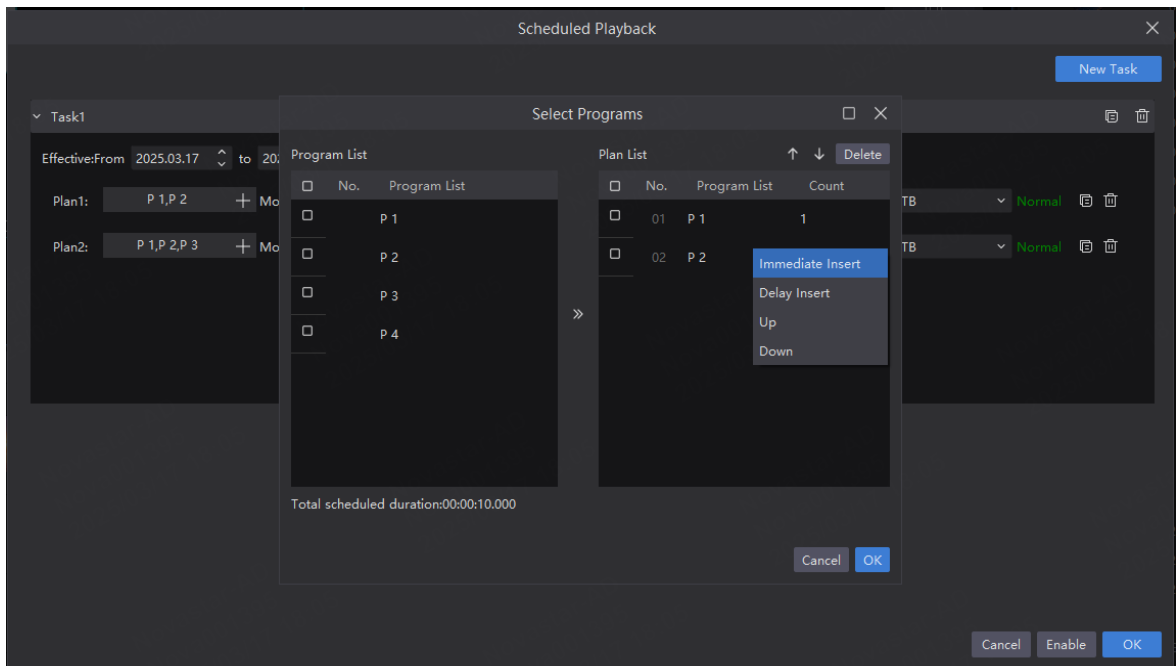 Scheduled Playback
New Task
Task1
Select Programs
Effective:From 2025.03.17 to 202
Program List
Plan List
Delete
No. Program List
No. Program List Count
Plan1: P 1,P 2 Mo
TB Normal
P 1
01 P 1 1
Plan2: P 1,P 2,P 3 Mo
TB Normal
P 2
02 P 2
Immediate Insert
Delay Insert
P 3
Up
P 4
Down
Total scheduled duration:00:00:10.000
Cancel OK
Cancel Enable OK